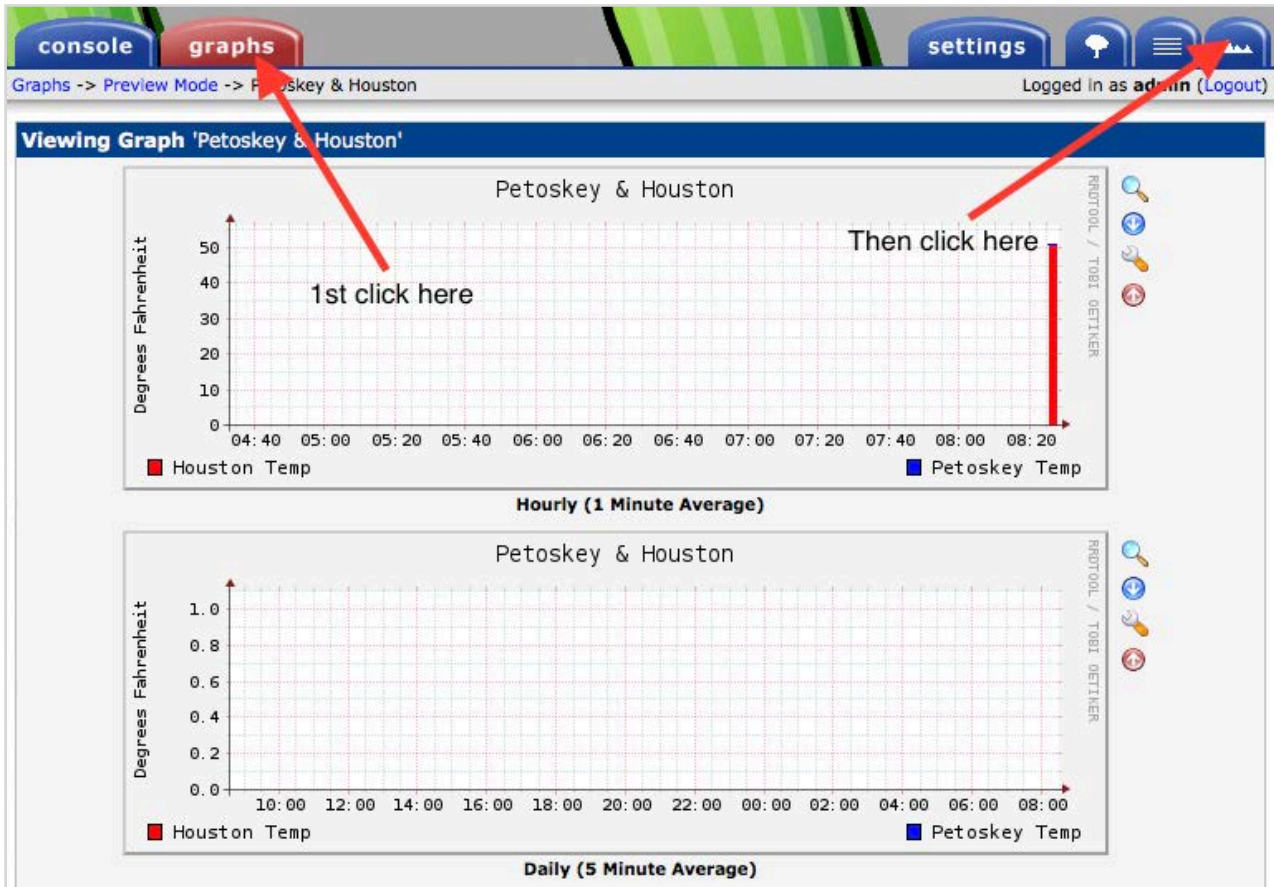 console graphs settings
Graphs -> Preview Mode -> Petoskey & Houston Logged in as admin (Logout)
Viewing Graph 'Petoskey & Houston'
Petoskey & Houston
RRDTOOL / TOBI OETIKER
Degrees Fahrenheit
Then click here
1st click here
50
40
30
20
10
0
04:40 05:00 05:20 05:40 06:00 06:20 06:40 07:00 07:20 07:40 08:00 08:20
Houston Temp Petoskey Temp
Hourly (1 Minute Average)
Petoskey & Houston
RRDTOOL / TOBI OETIKER
Degrees Fahrenheit
1.0
0.8
0.6
0.4
0.2
0.0
10:00 12:00 14:00 16:00 18:00 20:00 22:00 00:00 02:00 04:00 06:00 08:00
Houston Temp Petoskey Temp
Daily (5 Minute Average)